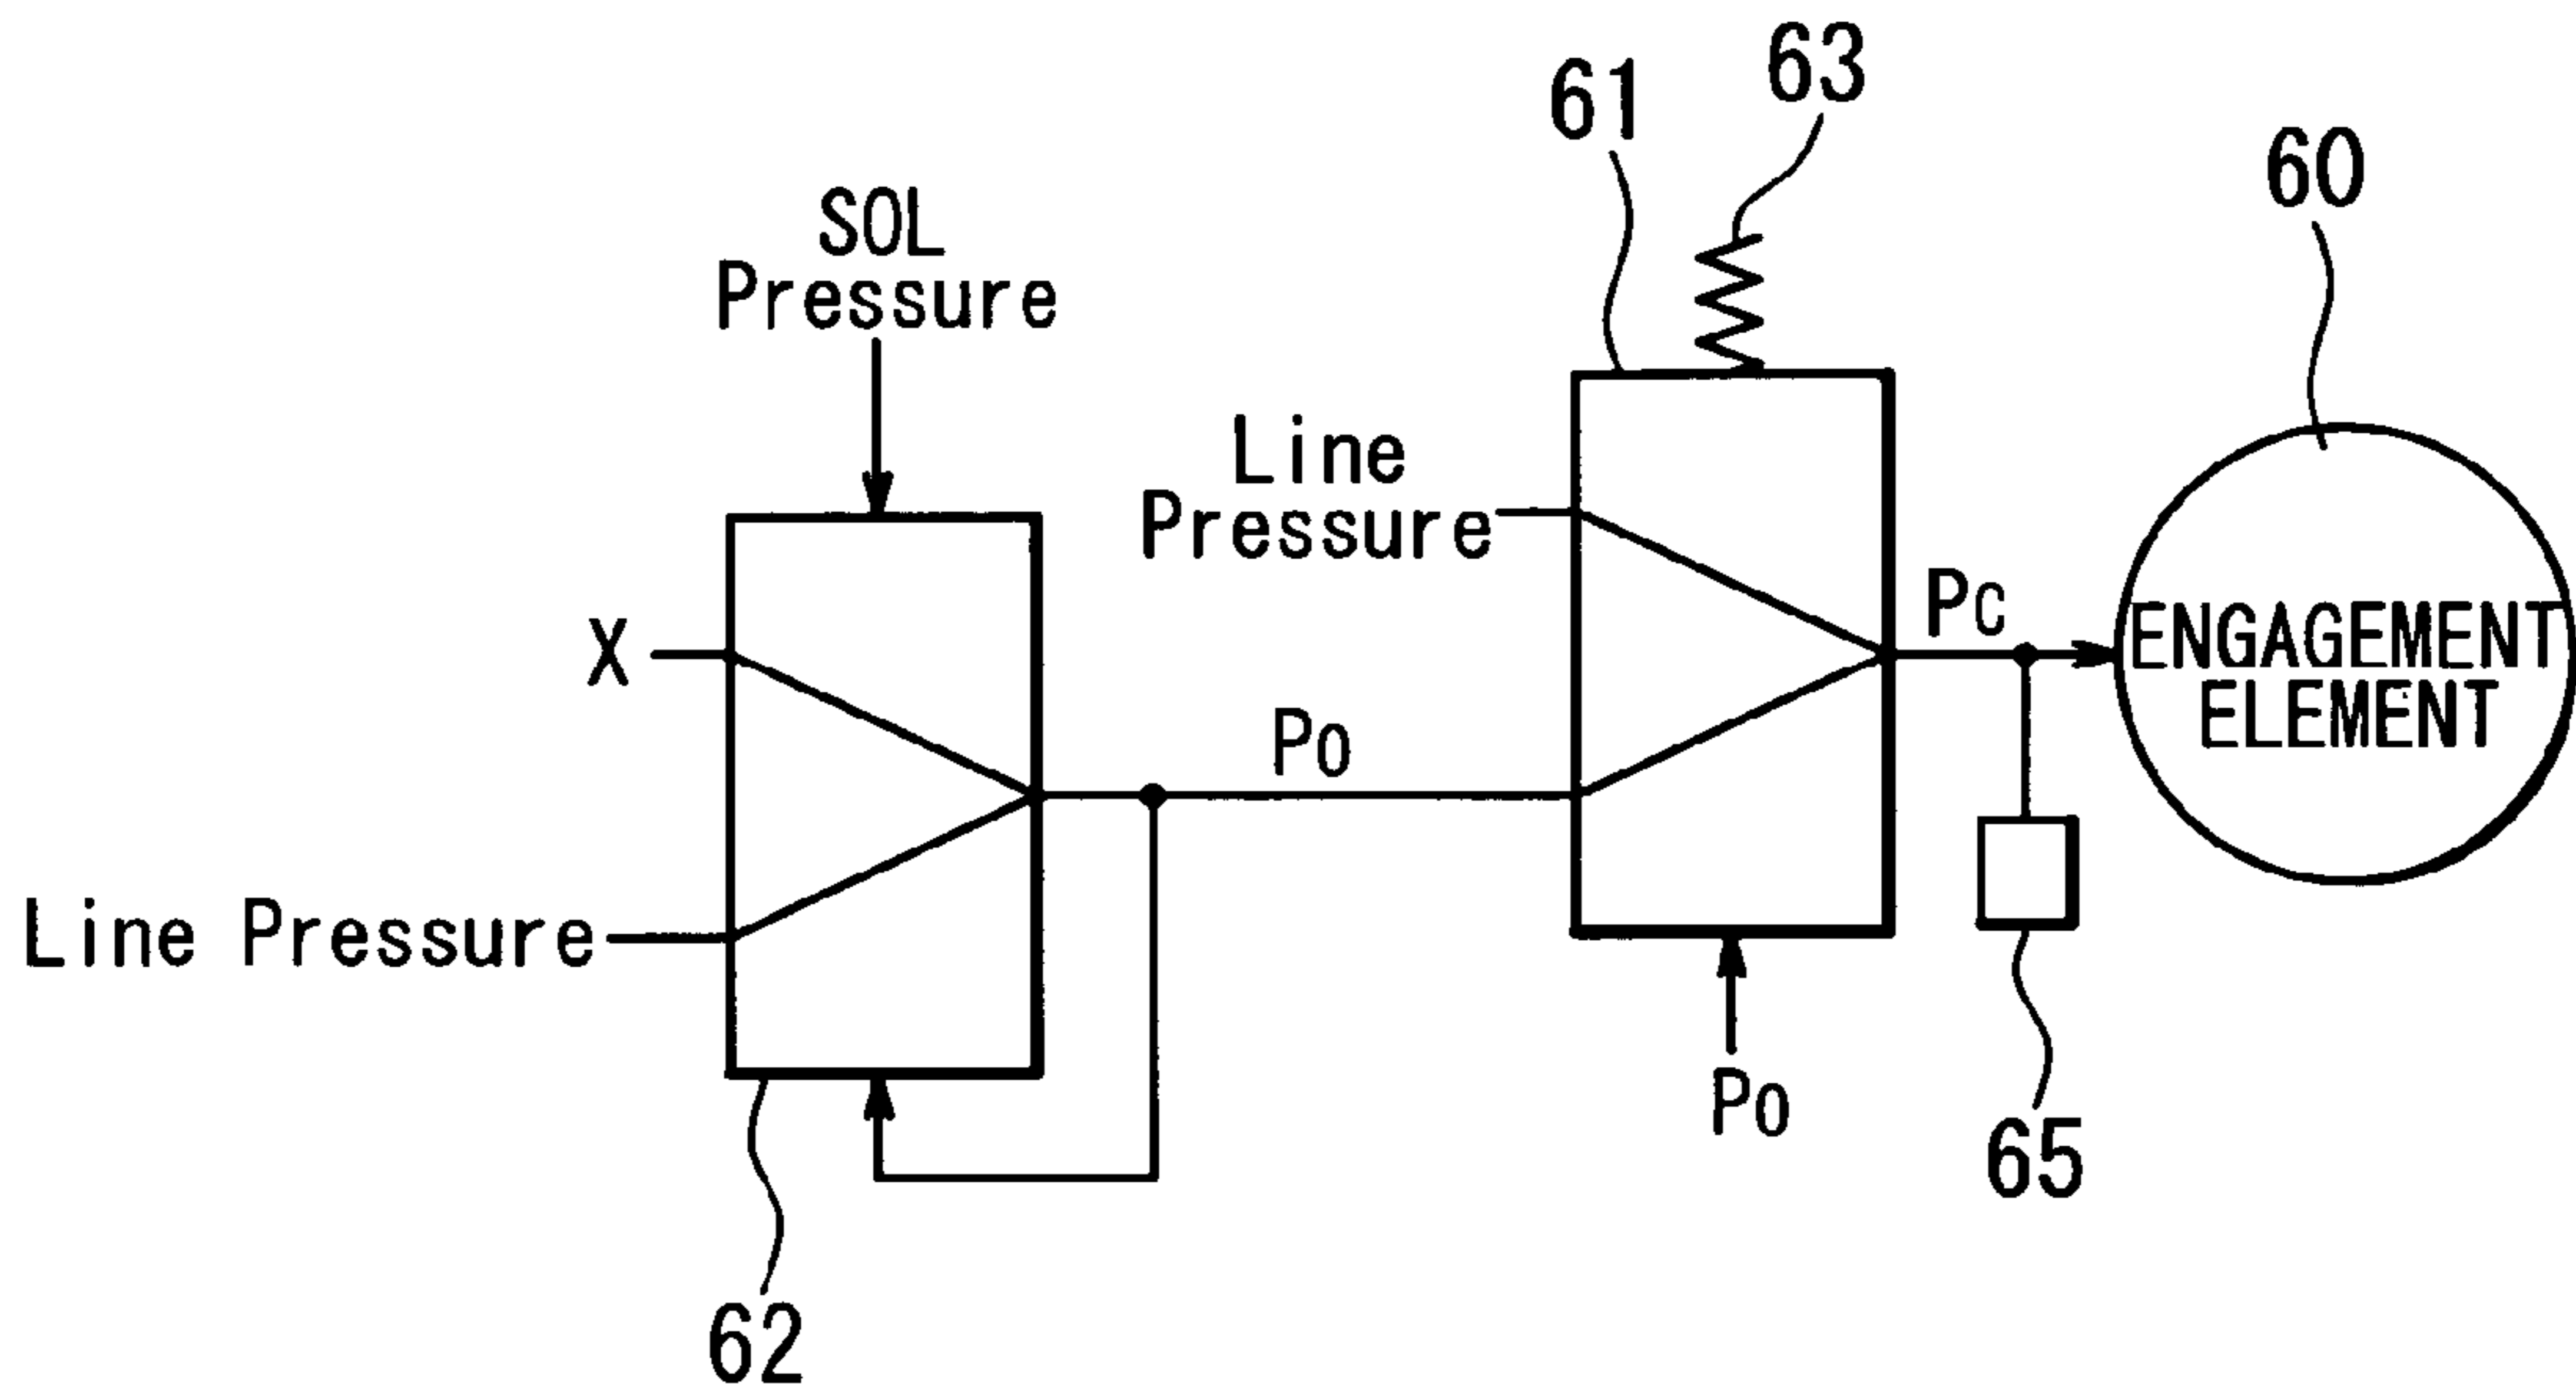 63
61
60
SOL
Pressure
Line
Pressure
X
Pc
ENGAGEMENT
ELEMENT
Po
Line Pressure
Po
65
62